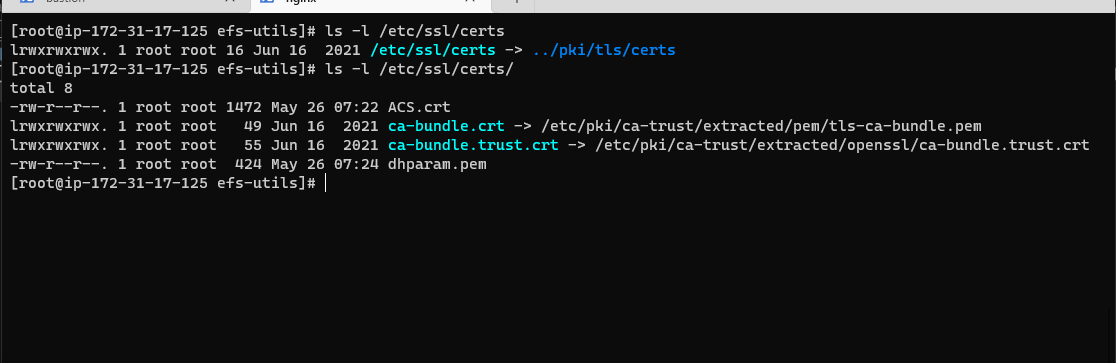 bastion
nginx
[root@ip-172-31-17-125 efs-utils]# ls -l /etc/ssl/certs
lrwxrwxrwx. 1 root root 16 Jun 16  2021 /etc/ssl/certs -> ../pki/tls/certs
[root@ip-172-31-17-125 efs-utils]# ls -l /etc/ssl/certs/
total 8
-rw-r--r--. 1 root root 1472 May 26 07:22 ACS.crt
lrwxrwxrwx. 1 root root   49 Jun 16  2021 ca-bundle.crt -> /etc/pki/ca-trust/extracted/pem/tls-ca-bundle.pem
lrwxrwxrwx. 1 root root   55 Jun 16  2021 ca-bundle.trust.crt -> /etc/pki/ca-trust/extracted/openssl/ca-bundle.trust.crt
-rw-r--r--. 1 root root  424 May 26 07:24 dhparam.pem
[root@ip-172-31-17-125 efs-utils]#